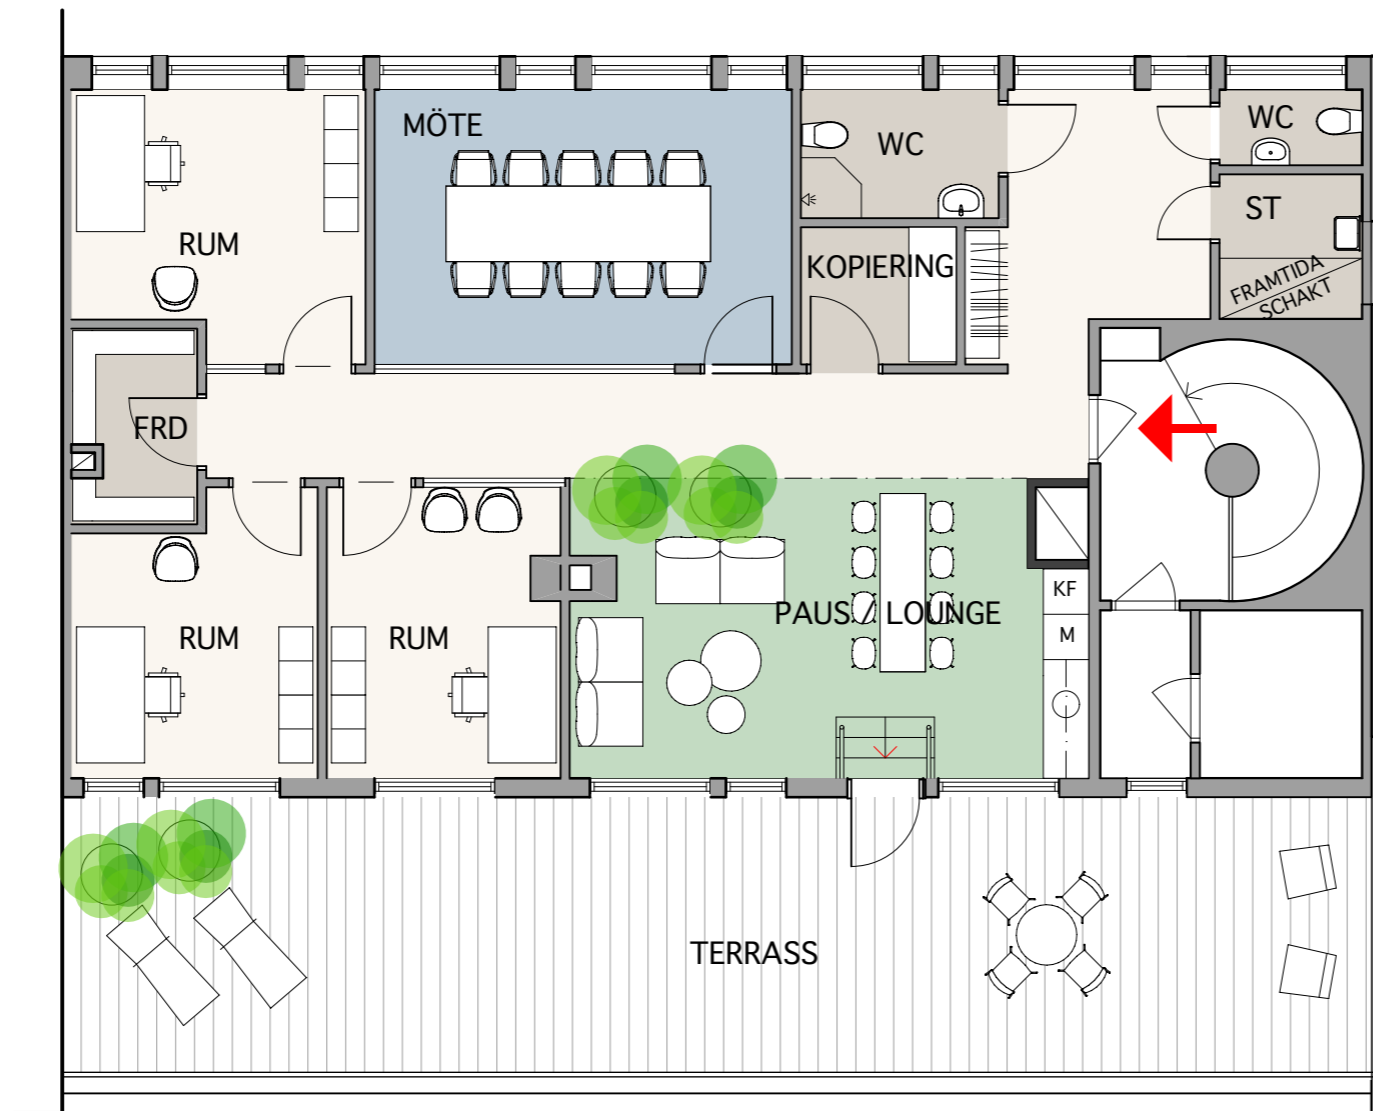 MÖTE
WC
WC
RUM
ST
KOPIERING
FRAMTIDA
SCHAKT
FRD
KF
PAUS / LOUNGE
RUM
RUM
M
TERRASS